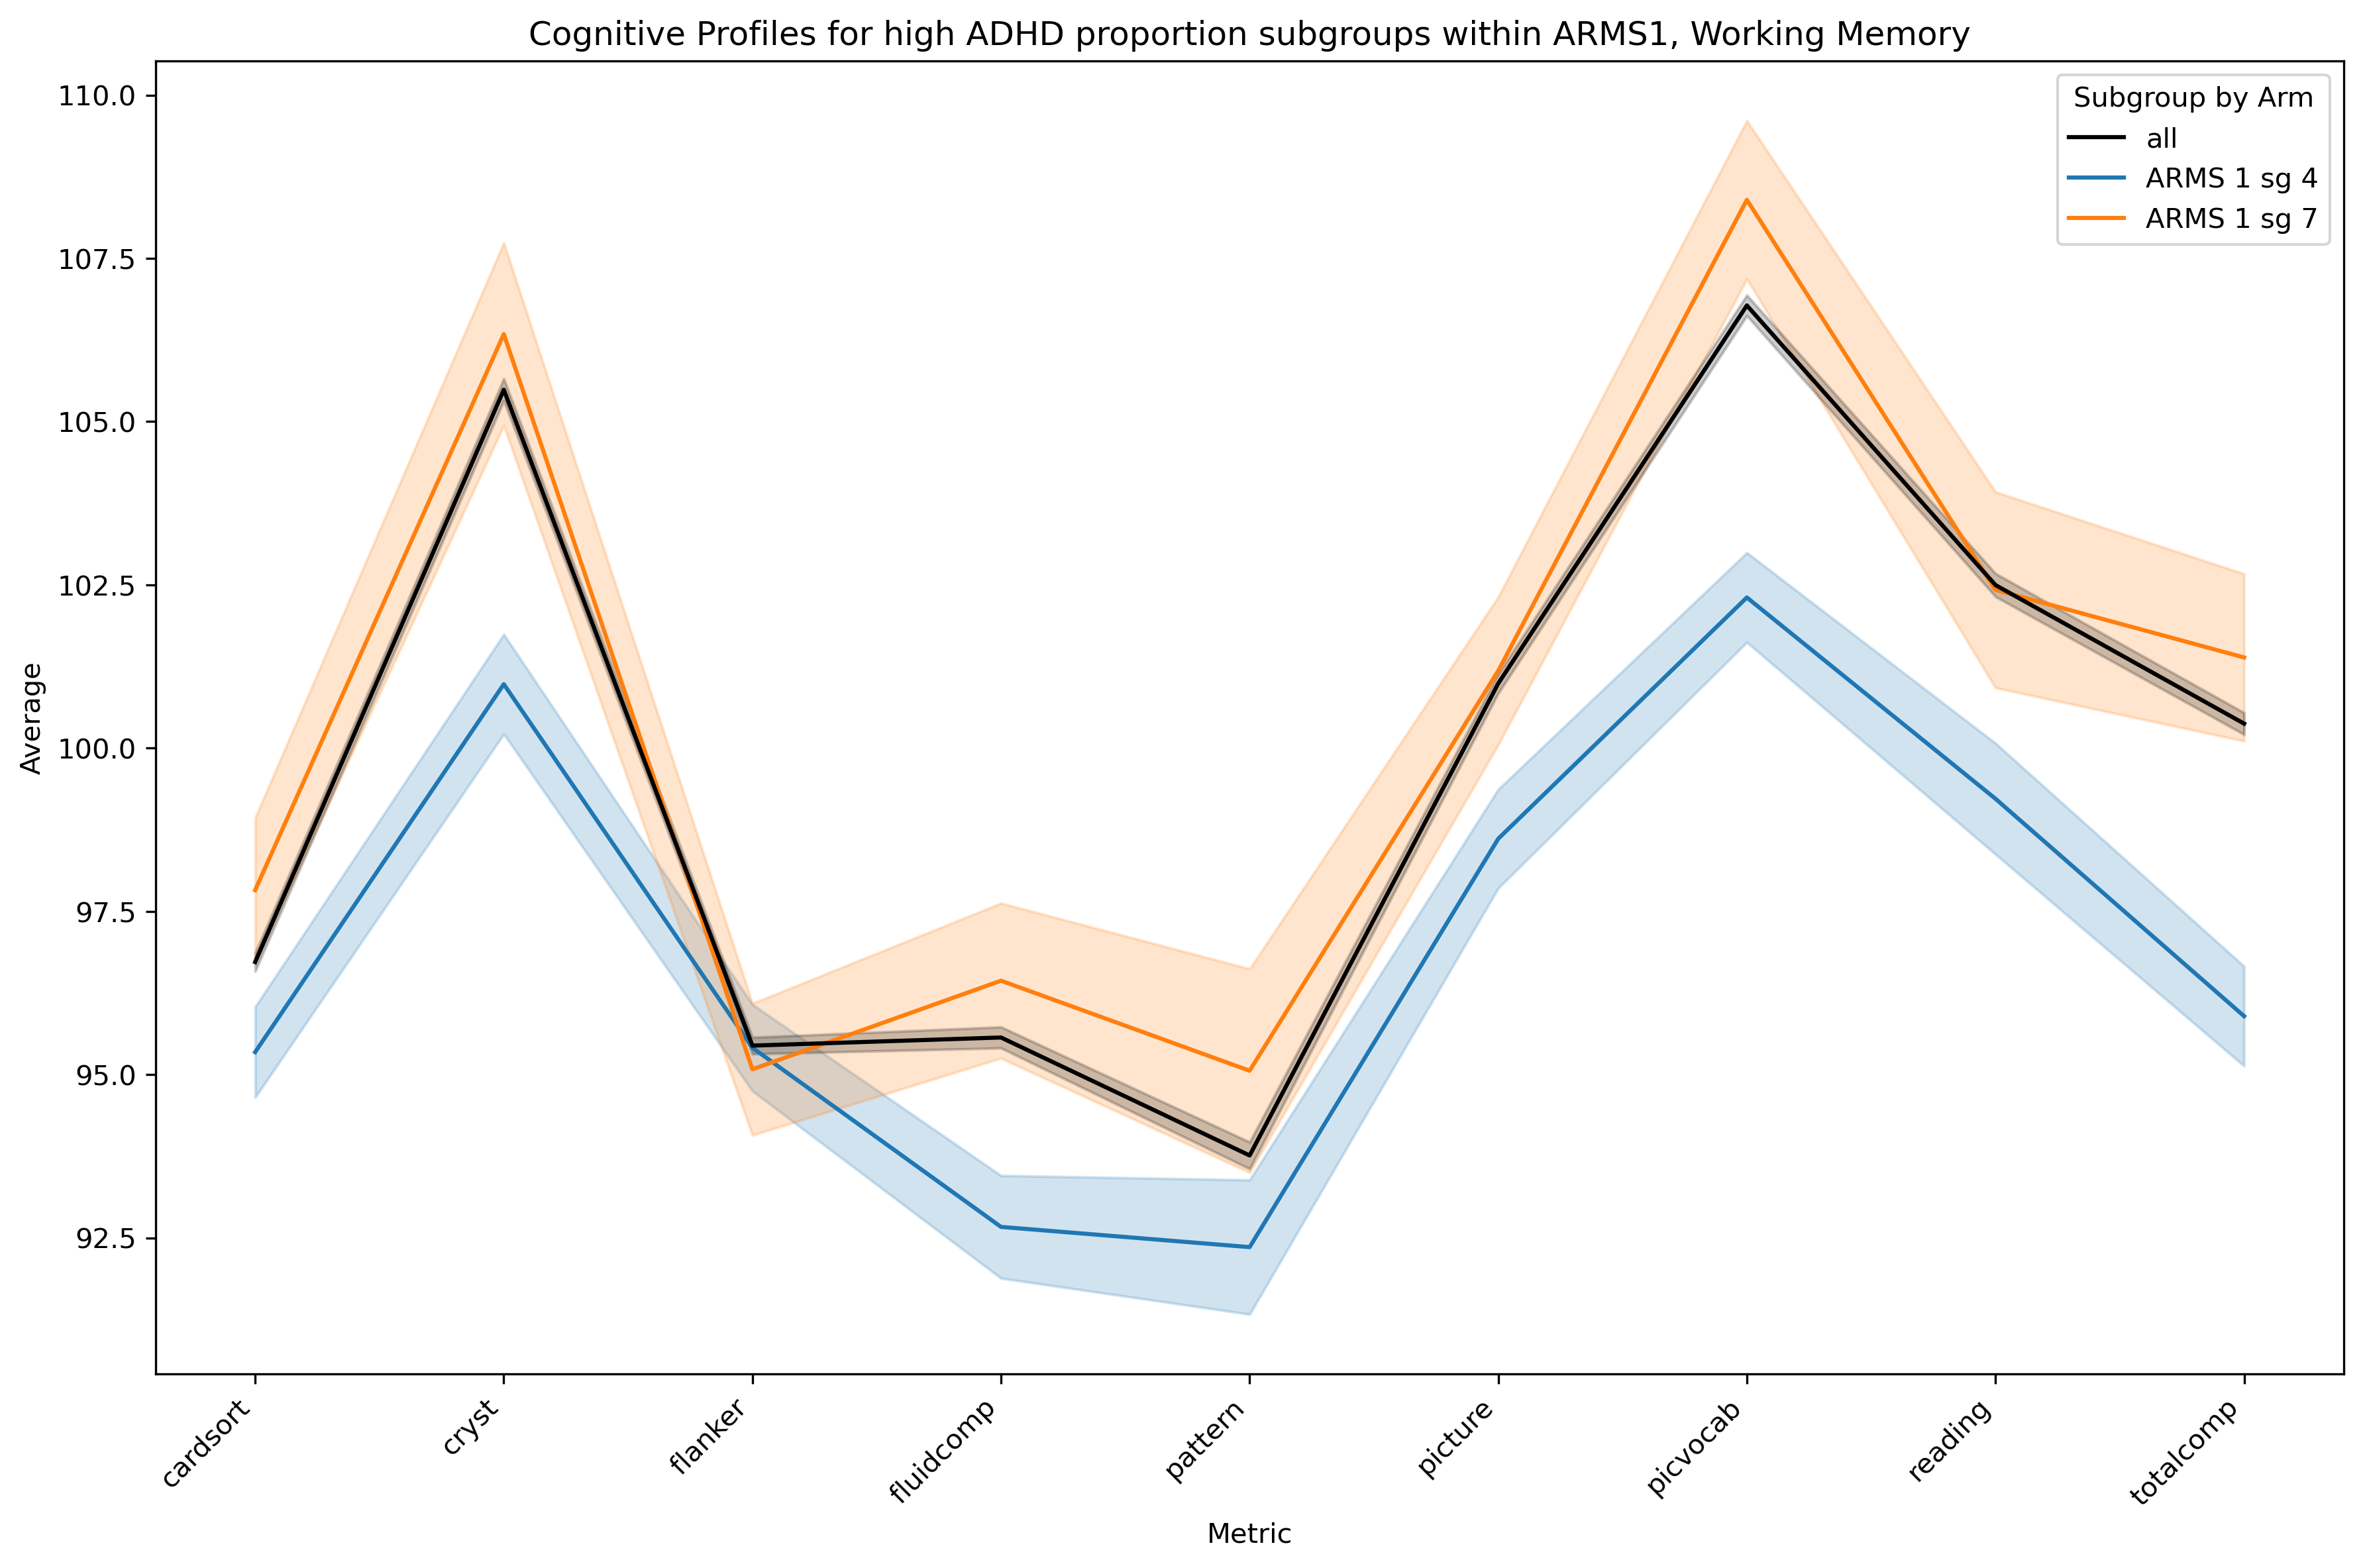 Cognitive Profiles for high ADHD proportion subgroups within ARMS1, Working Memory
Subgroup by Arm
all
ARMS 1 sg 4
ARMS 1 sg 7
Average
110.0
107.5
105.0
102.5
100.0
97.5
95.0
92.5
cardsort
cryst
flanker
fluidcomp
pattern
picture
picvocab
reading
totalcomp
Metric